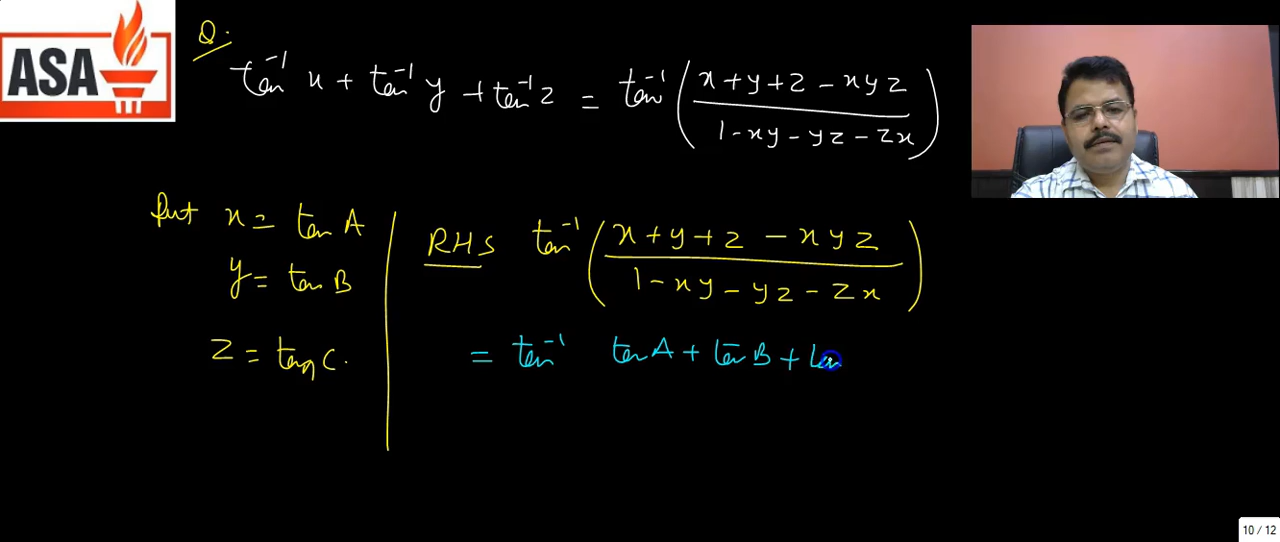 ASA
Q.
tan⁻¹ x + tan⁻¹ y + tan⁻¹ z = tan⁻¹ ( x + y + z - xyz / 1 - xy - yz - zx )
Put x = tan A
y = tan B
z = tan C.
RHS tan⁻¹ ( x + y + z - xyz / 1 - xy - yz - zx )
= tan⁻¹ tan A + tan B + tan
10 / 12